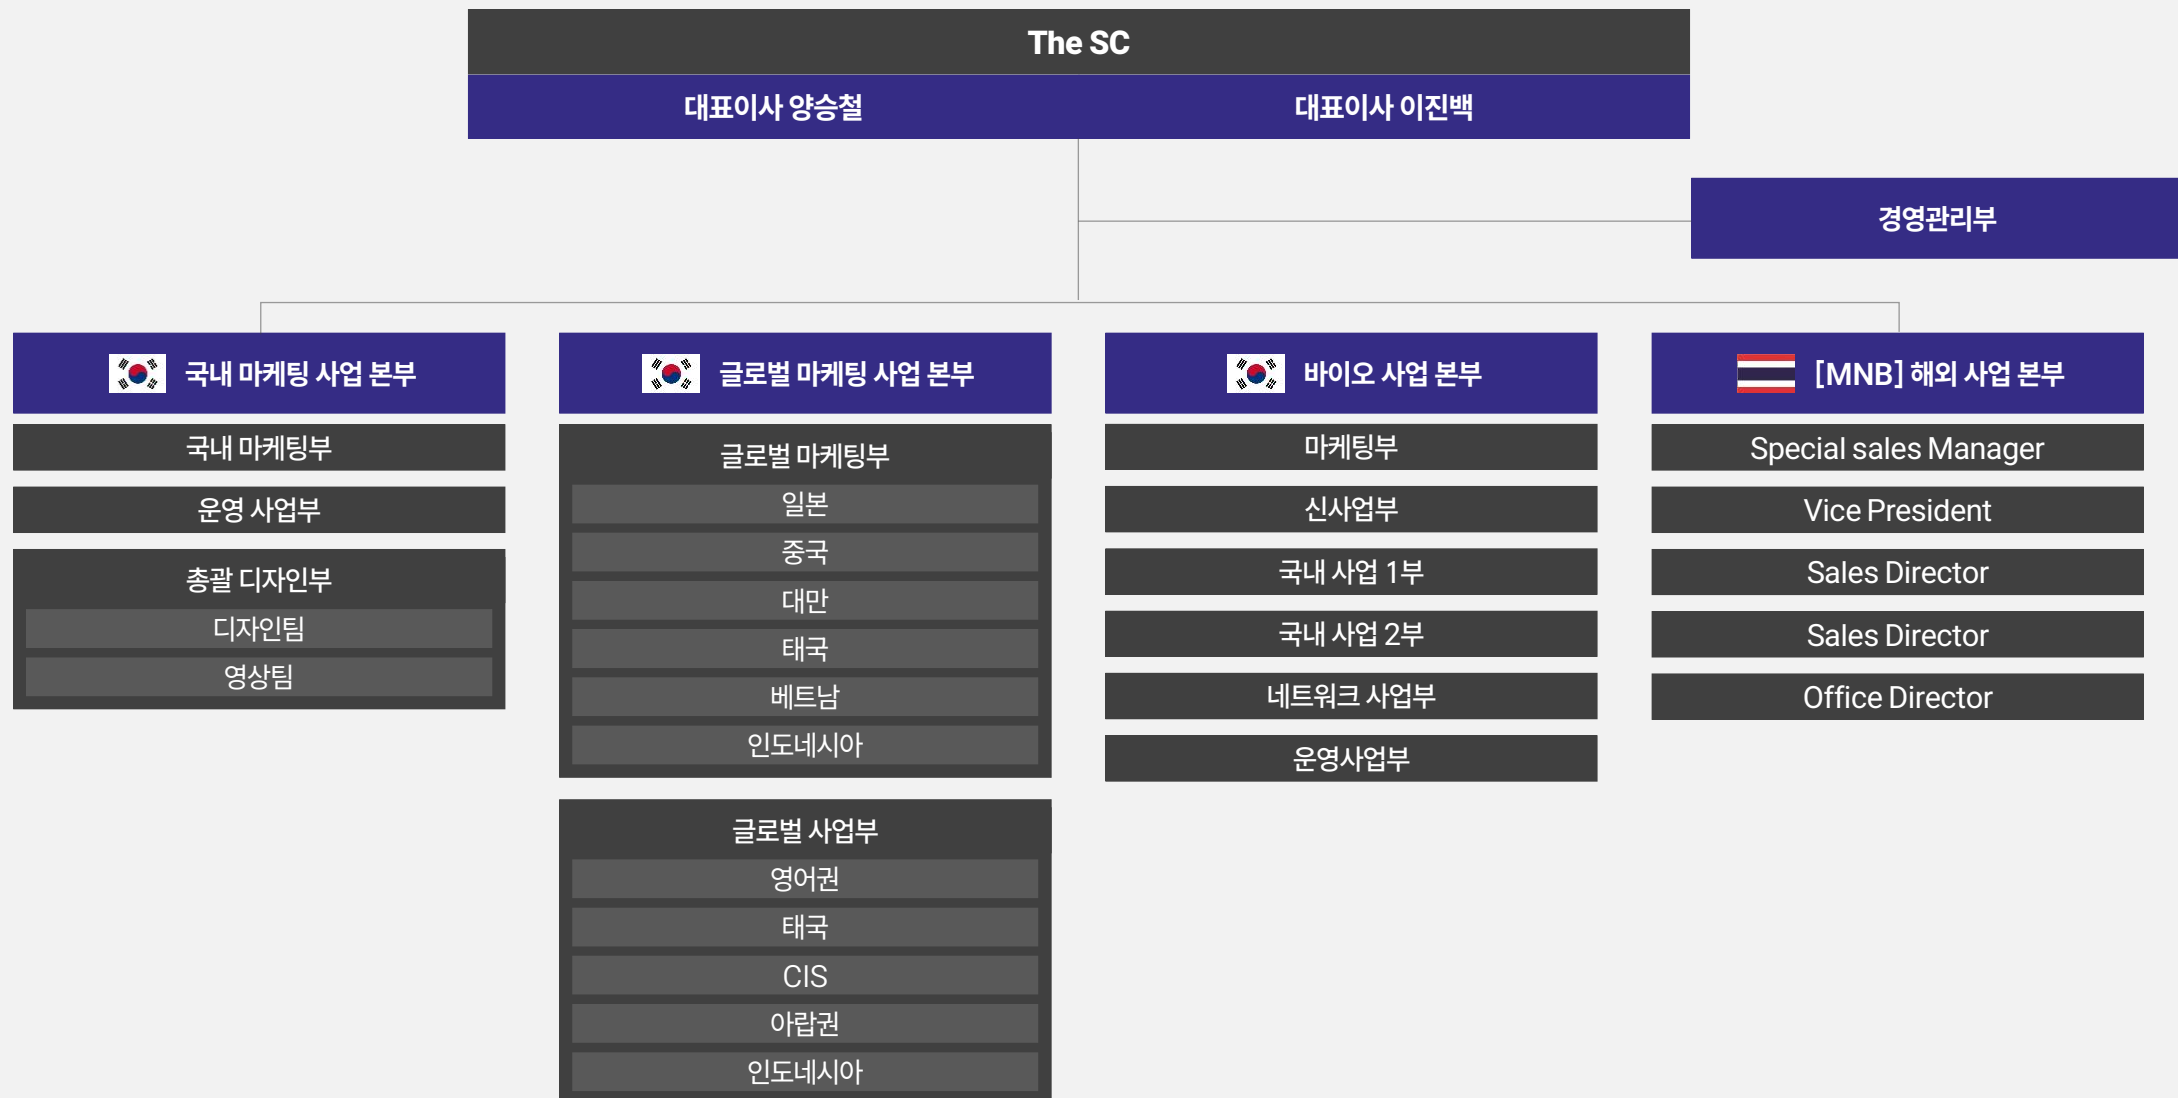 The SC
대표이사 양승철
대표이사 이진백
경영관리부
국내 마케팅 사업 본부
국내 마케팅부
운영 사업부
총괄 디자인부
디자인팀
영상팀
글로벌 마케팅 사업 본부
글로벌 마케팅부
일본
중국
대만
태국
베트남
인도네시아
글로벌 사업부
영어권
태국
CIS
아랍권
인도네시아
바이오 사업 본부
마케팅부
신사업부
국내 사업 1부
국내 사업 2부
네트워크 사업부
운영사업부
[MNB] 해외 사업 본부
Special sales Manager
Vice President
Sales Director
Sales Director
Office Director